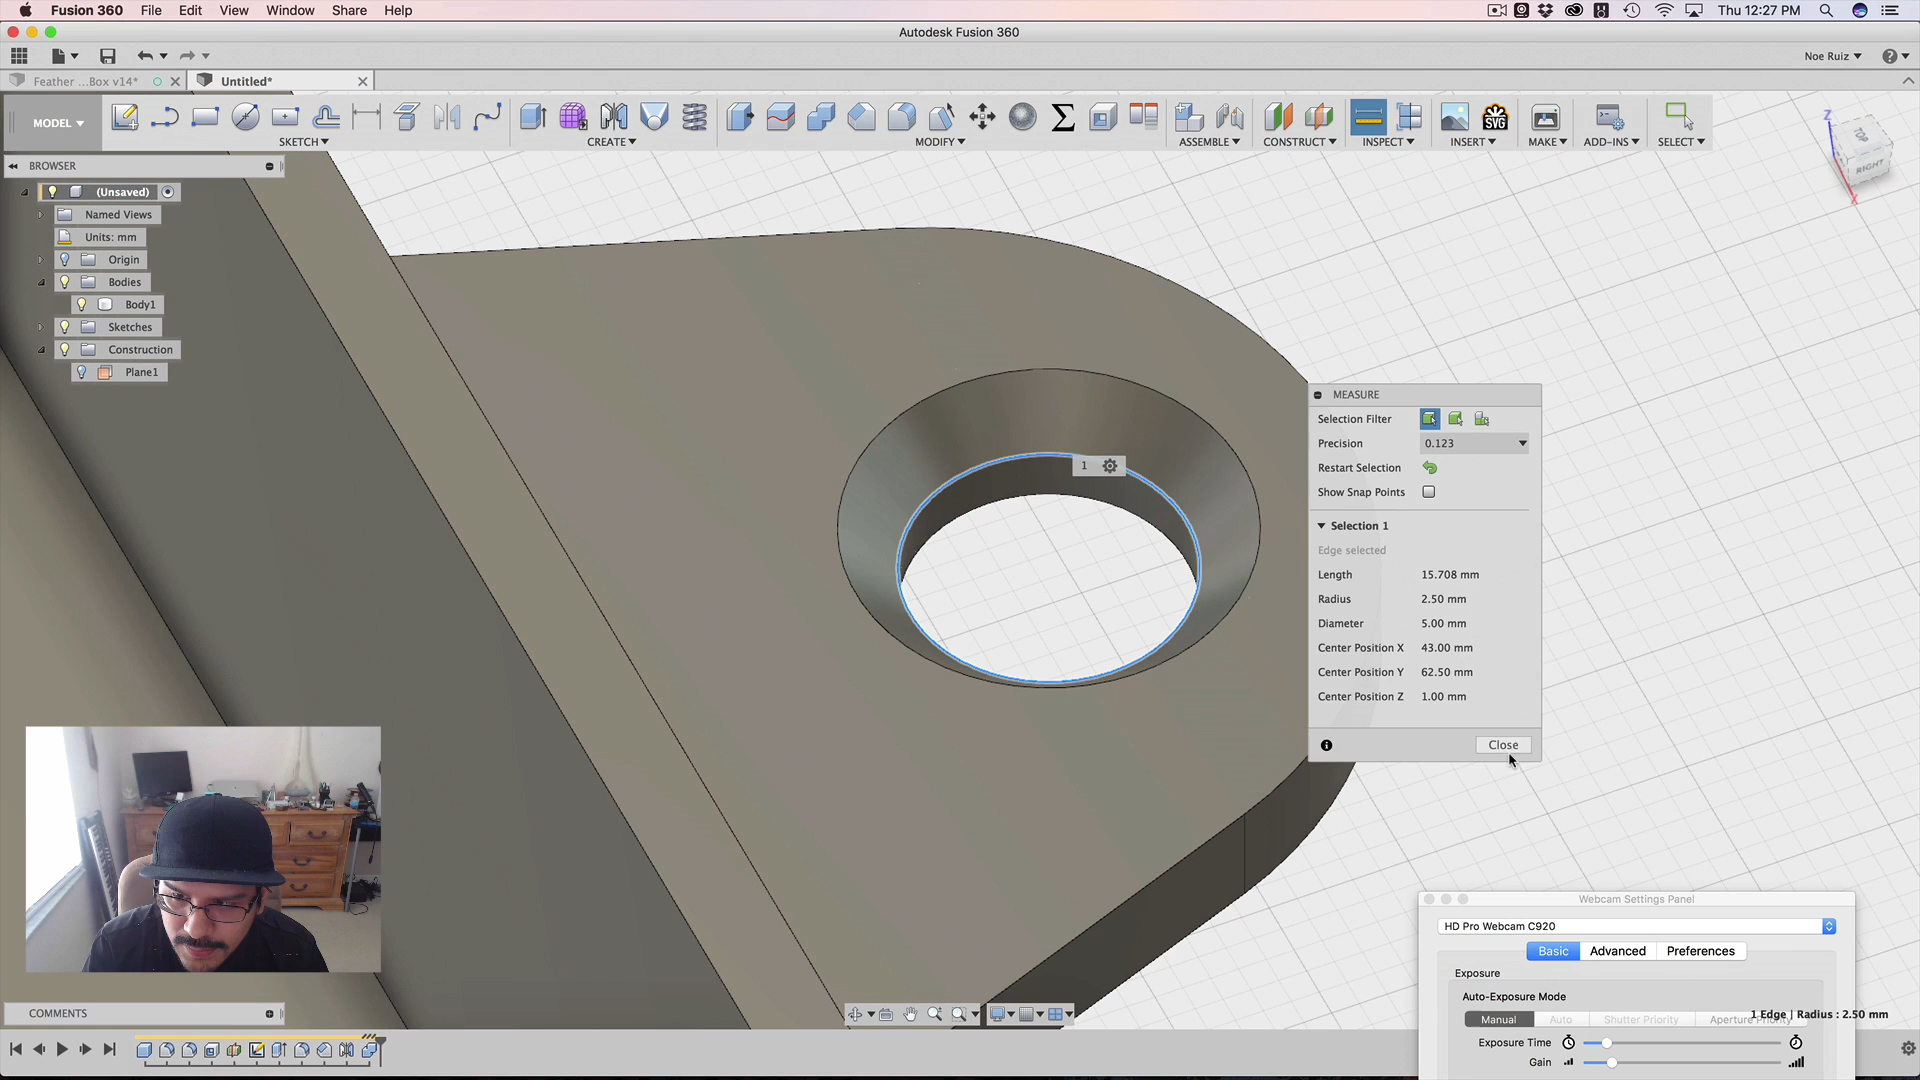 Fusion 360 File Edit View Window Share Help
Thu 12:27 PM
Autodesk Fusion 360
Noe Ruiz
Feather ...Box v14*
Untitled*
MODEL
SKETCH
CREATE
MODIFY
ASSEMBLE
CONSTRUCT
INSPECT
INSERT
SVG
MAKE
ADD-INS
SELECT
Z
TOP
RIGHT
X
BROWSER
(Unsaved)
Named Views
Units: mm
Origin
Bodies
Body1
Sketches
Construction
Plane1
1
MEASURE
Selection Filter
Precision 0.123
Restart Selection
Show Snap Points
Selection 1
Edge selected
Length 15.708 mm
Radius 2.50 mm
Diameter 5.00 mm
Center Position X 43.00 mm
Center Position Y 62.50 mm
Center Position Z 1.00 mm
Close
Webcam Settings Panel
HD Pro Webcam C920
Basic Advanced Preferences
Exposure
Auto-Exposure Mode
Manual Auto Shutter Priority Aperture Priority
1 Edge | Radius : 2.50 mm
Exposure Time
Gain
COMMENTS